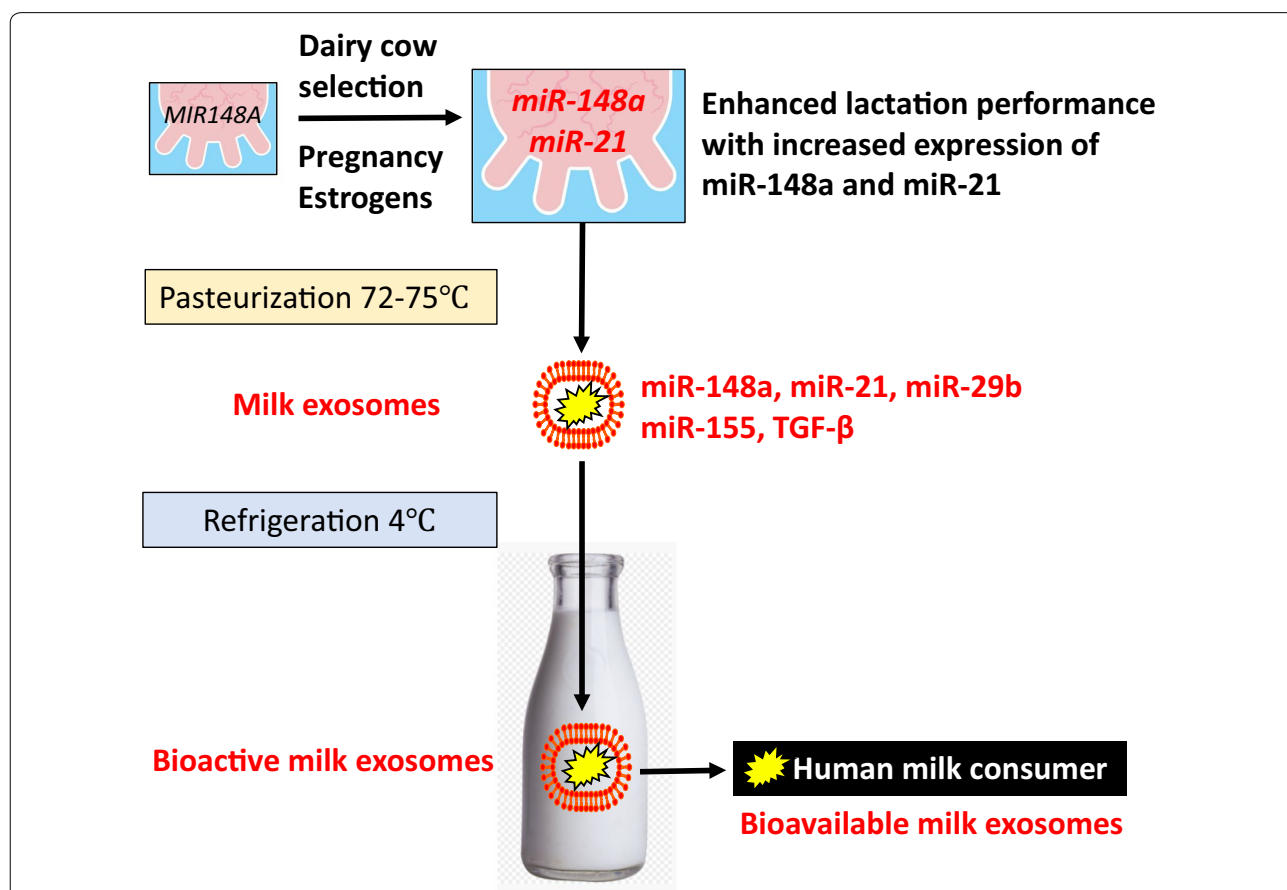 Dairy cow
selection
MIR148A
Pregnancy
Estrogens
miR-148a
miR-21
Enhanced lactation performance
with increased expression of
miR-148a and miR-21
Pasteurization 72-75℃
Milk exosomes
miR-148a, miR-21, miR-29b
miR-155, TGF-β
Refrigeration 4℃
Bioactive milk exosomes
Human milk consumer
Bioavailable milk exosomes